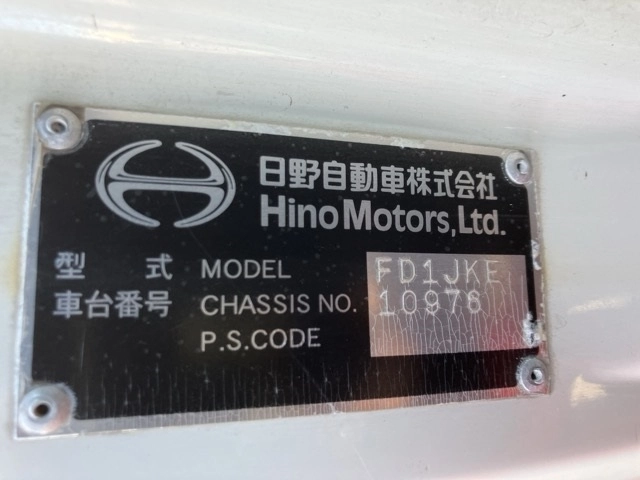 日野自動車株式会社
Hino Motors, Ltd.
型 式 MODEL FD1JKE
車台番号 CHASSIS NO. 10976
P.S.CODE